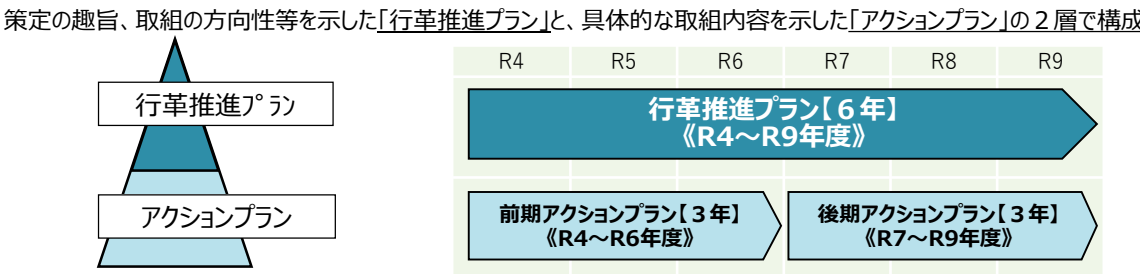 策定の趣旨、取組の方向性等を示した「行革推進プラン」と、具体的な取組内容を示した「アクションプラン」の２層で構成
行革推進プラン
アクションプラン
R4 R5 R6 R7 R8 R9
行革推進プラン【６年】
《R4～R9年度》
前期アクションプラン【３年】
《R4～R6年度》
後期アクションプラン【３年】
《R7～R9年度》